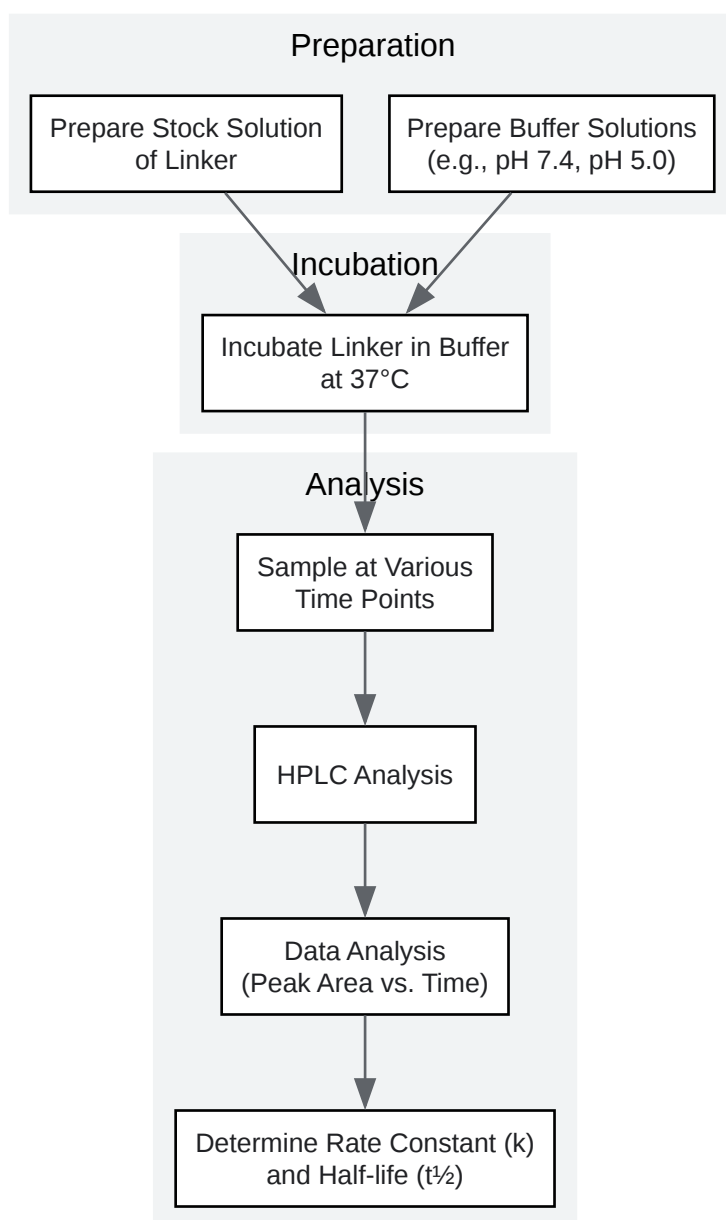 Preparation
Prepare Stock Solution
of Linker
Prepare Buffer Solutions
(e.g., pH 7.4, pH 5.0)
Incubation
Incubate Linker in Buffer
at 37°C
Analysis
Sample at Various
Time Points
HPLC Analysis
Data Analysis
(Peak Area vs. Time)
Determine Rate Constant (k)
and Half-life (t½)